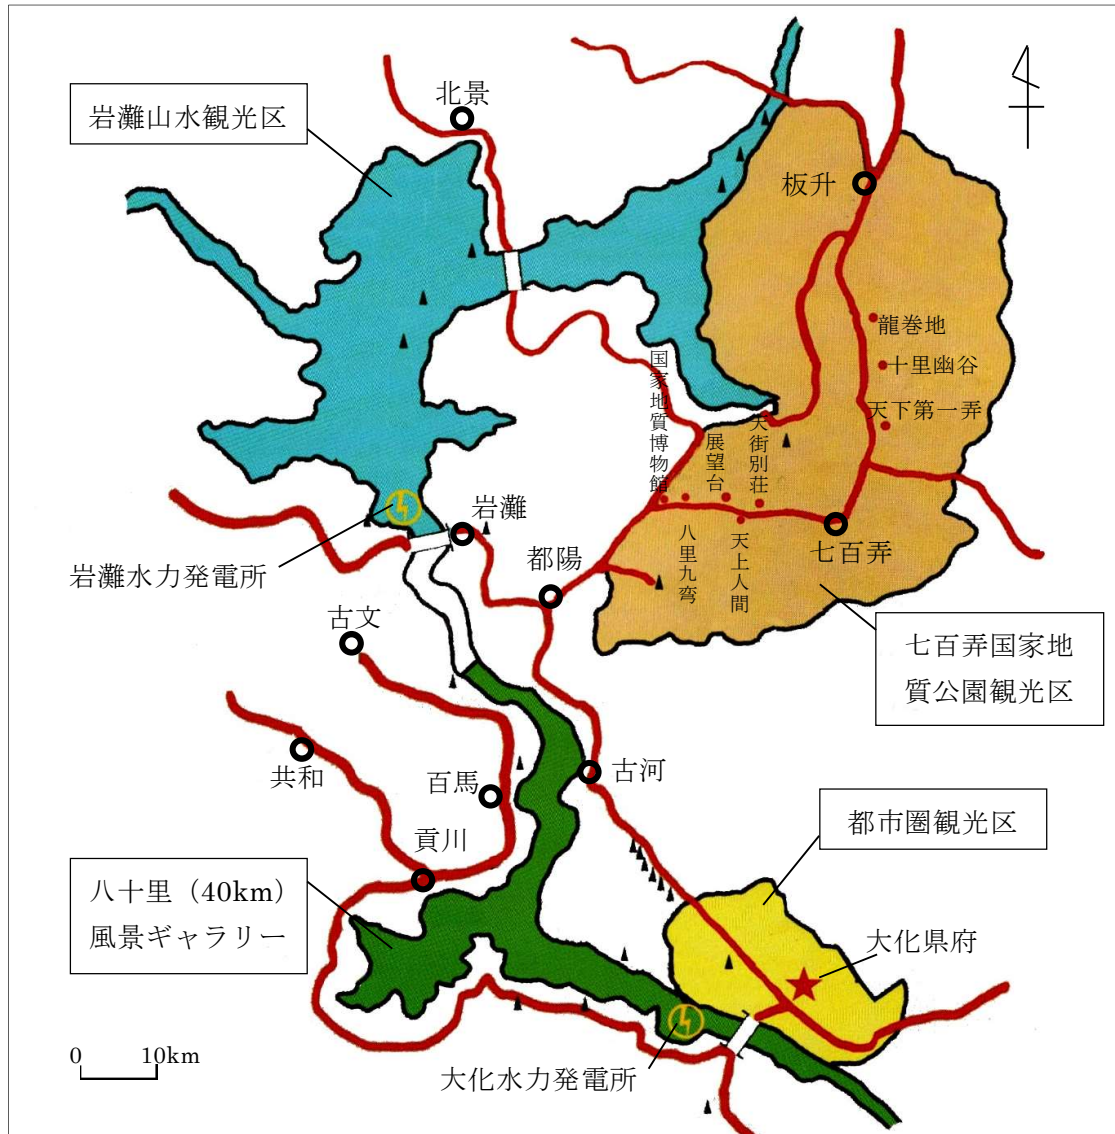 北景
岩灘山水観光区
板升
龍巻地
十里幽谷
天下第一弄
国家地質博物館
展望台
天街別荘
八里九弯
天上人間
七百弄
岩灘
都陽
岩灘水力発電所
古文
七百弄国家地
質公園観光区
共和
百馬
古河
貢川
都市圏観光区
八十里（40km）
風景ギャラリー
大化県府
0 10km
大化水力発電所